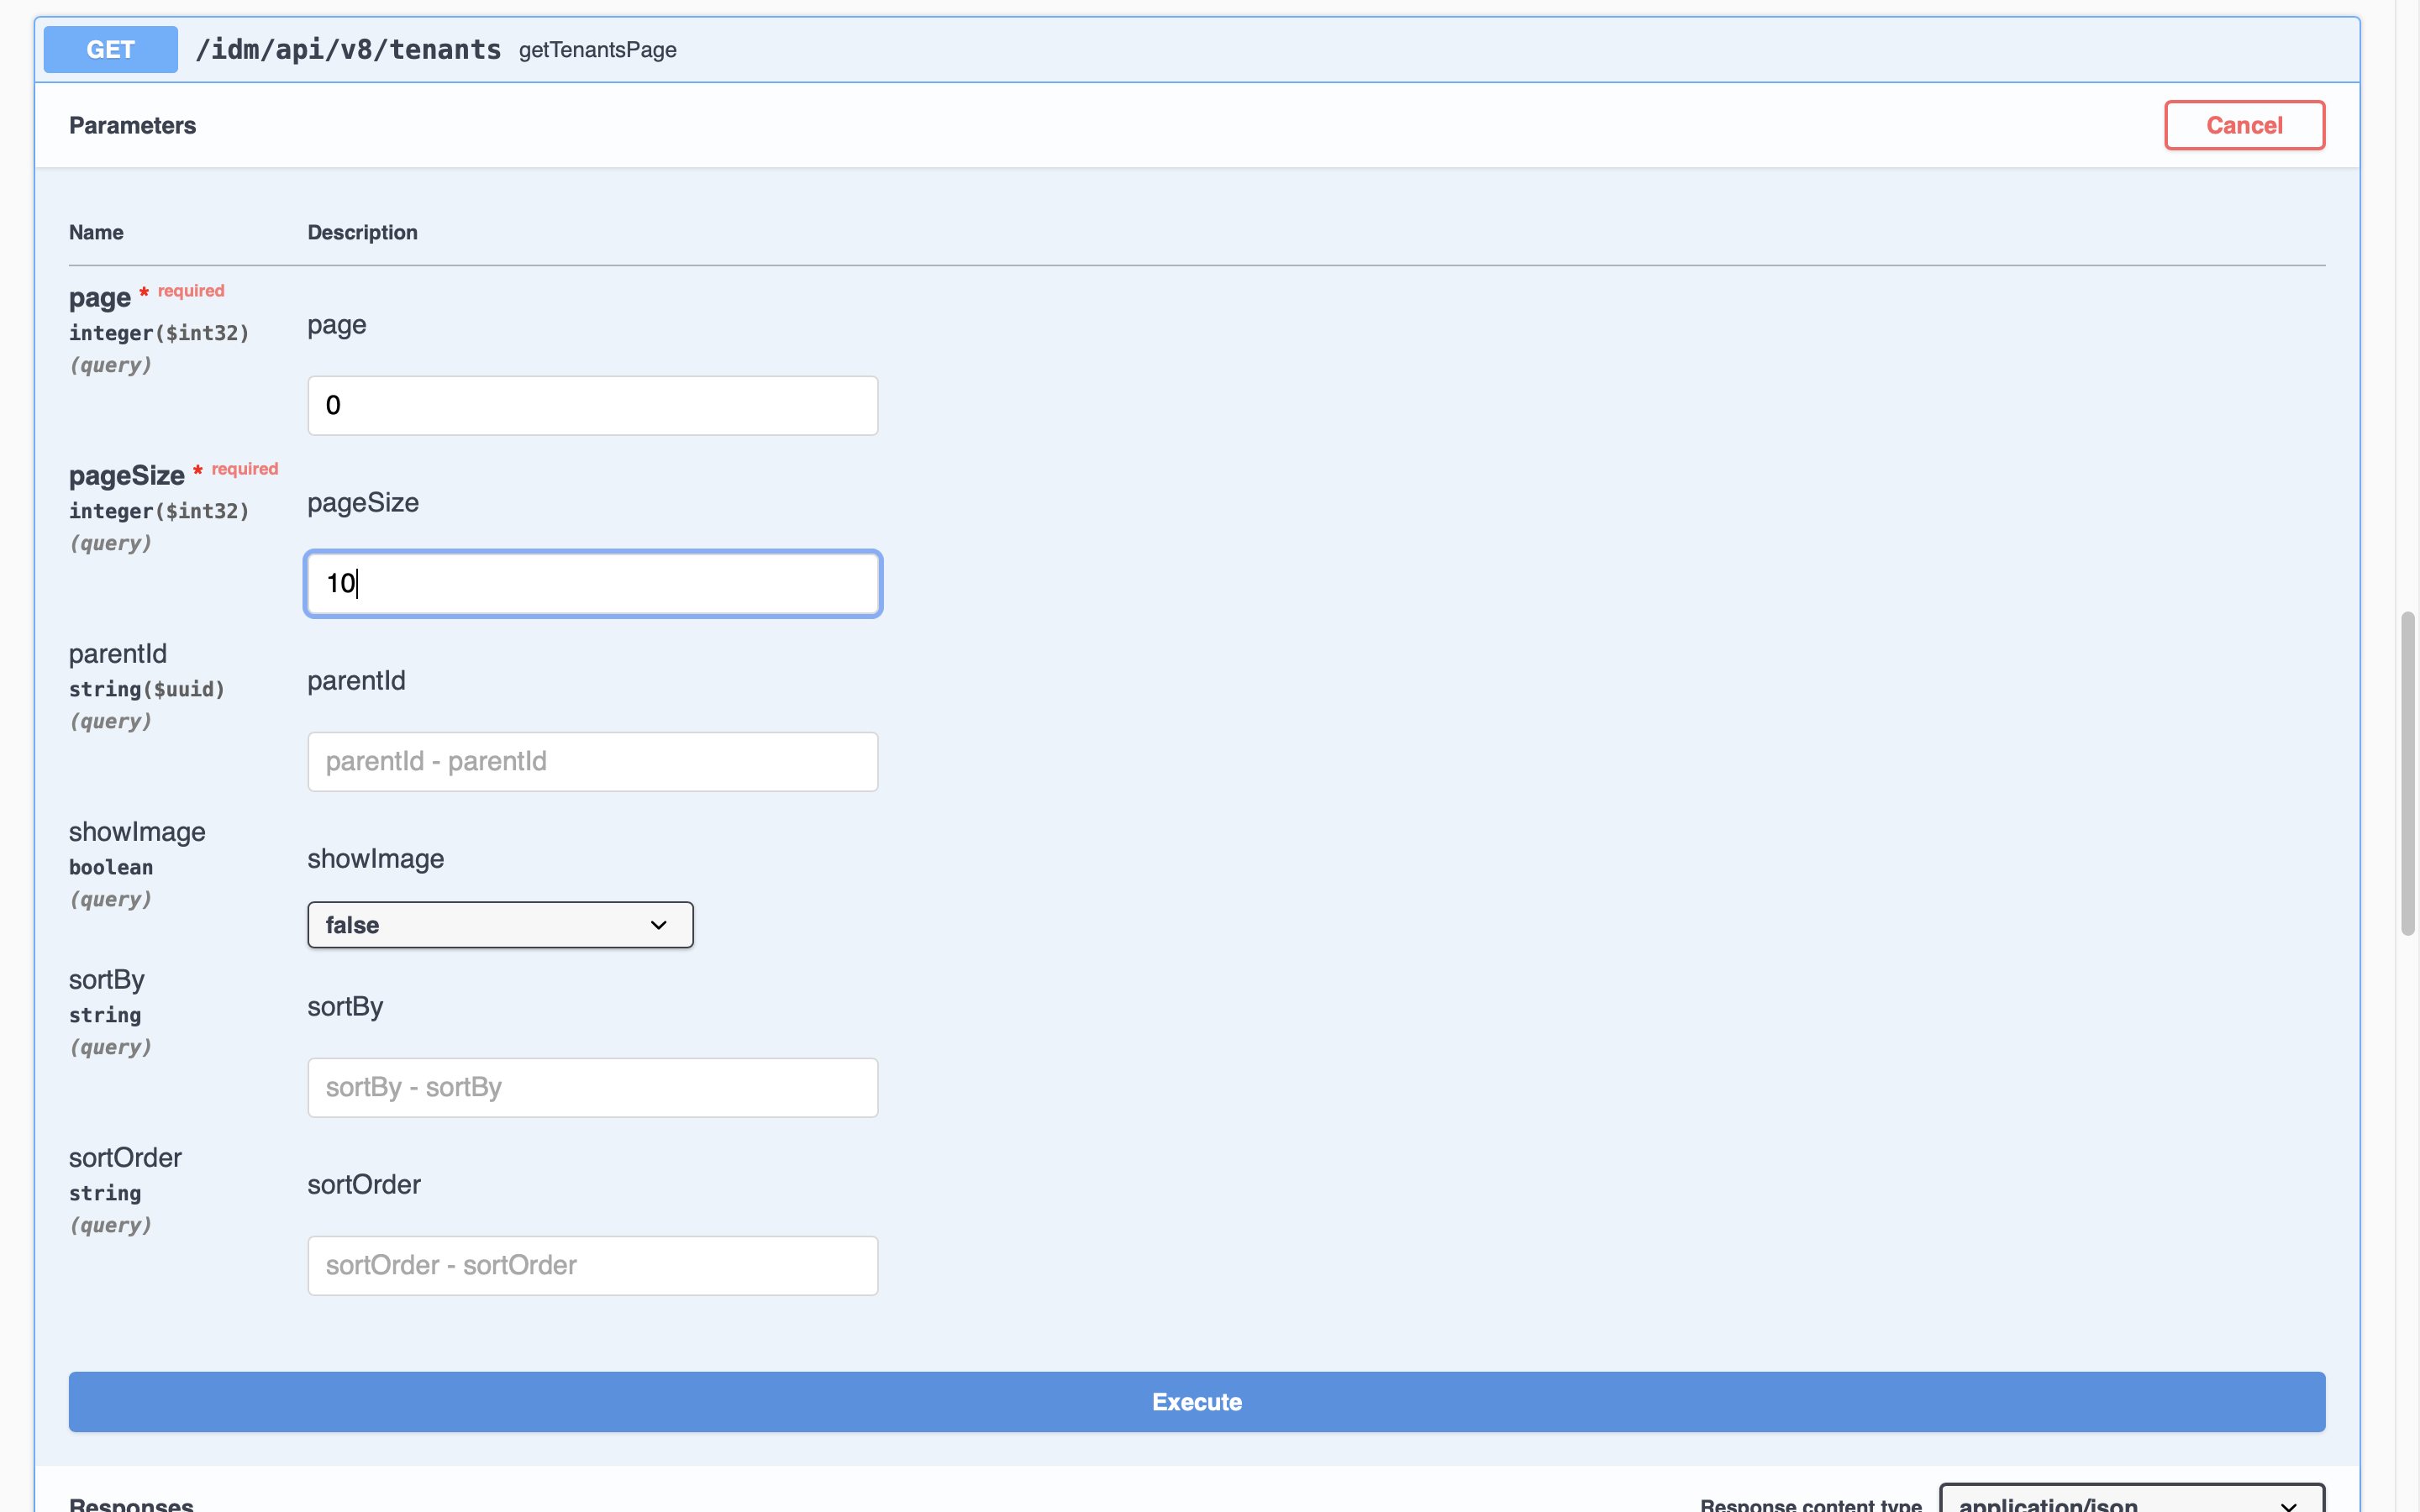 GET /idm/api/v8/tenants getTenantsPage
Parameters
Cancel
Name Description
page * required
integer($int32)
(query)
page
0
pageSize * required
integer($int32)
(query)
pageSize
10
parentId
string($uuid)
(query)
parentId
parentId - parentId
showImage
boolean
(query)
showImage
false
sortBy
string
(query)
sortBy
sortBy - sortBy
sortOrder
string
(query)
sortOrder
sortOrder - sortOrder
Execute
Responses
Response content type application/json